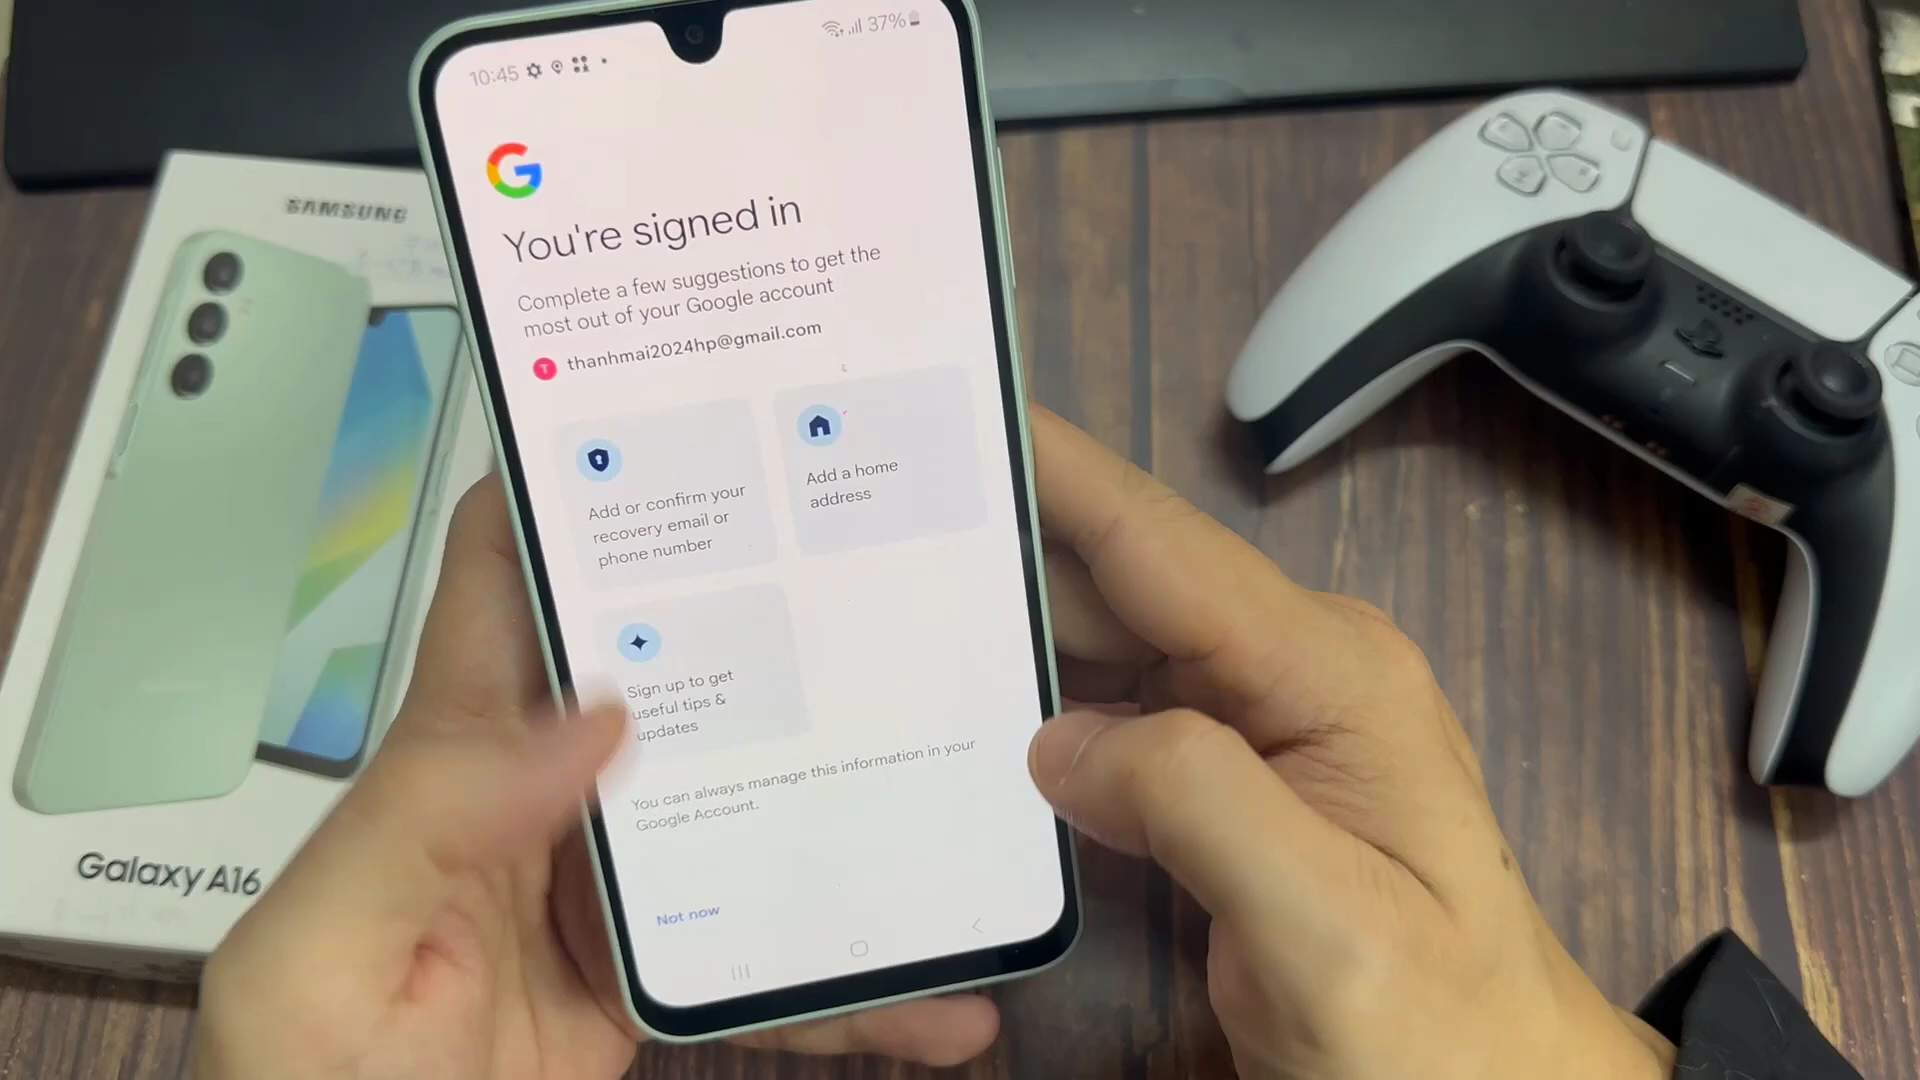 10:45
37%
SAMSUNG
You're signed in
Complete a few suggestions to get the
most out of your Google account
T
thanhmai2024hp@gmail.com
Add or confirm your
recovery email or
phone number
Add a home
address
Sign up to get
useful tips &
updates
You can always manage this information in your
Google Account.
Galaxy A16
Not now